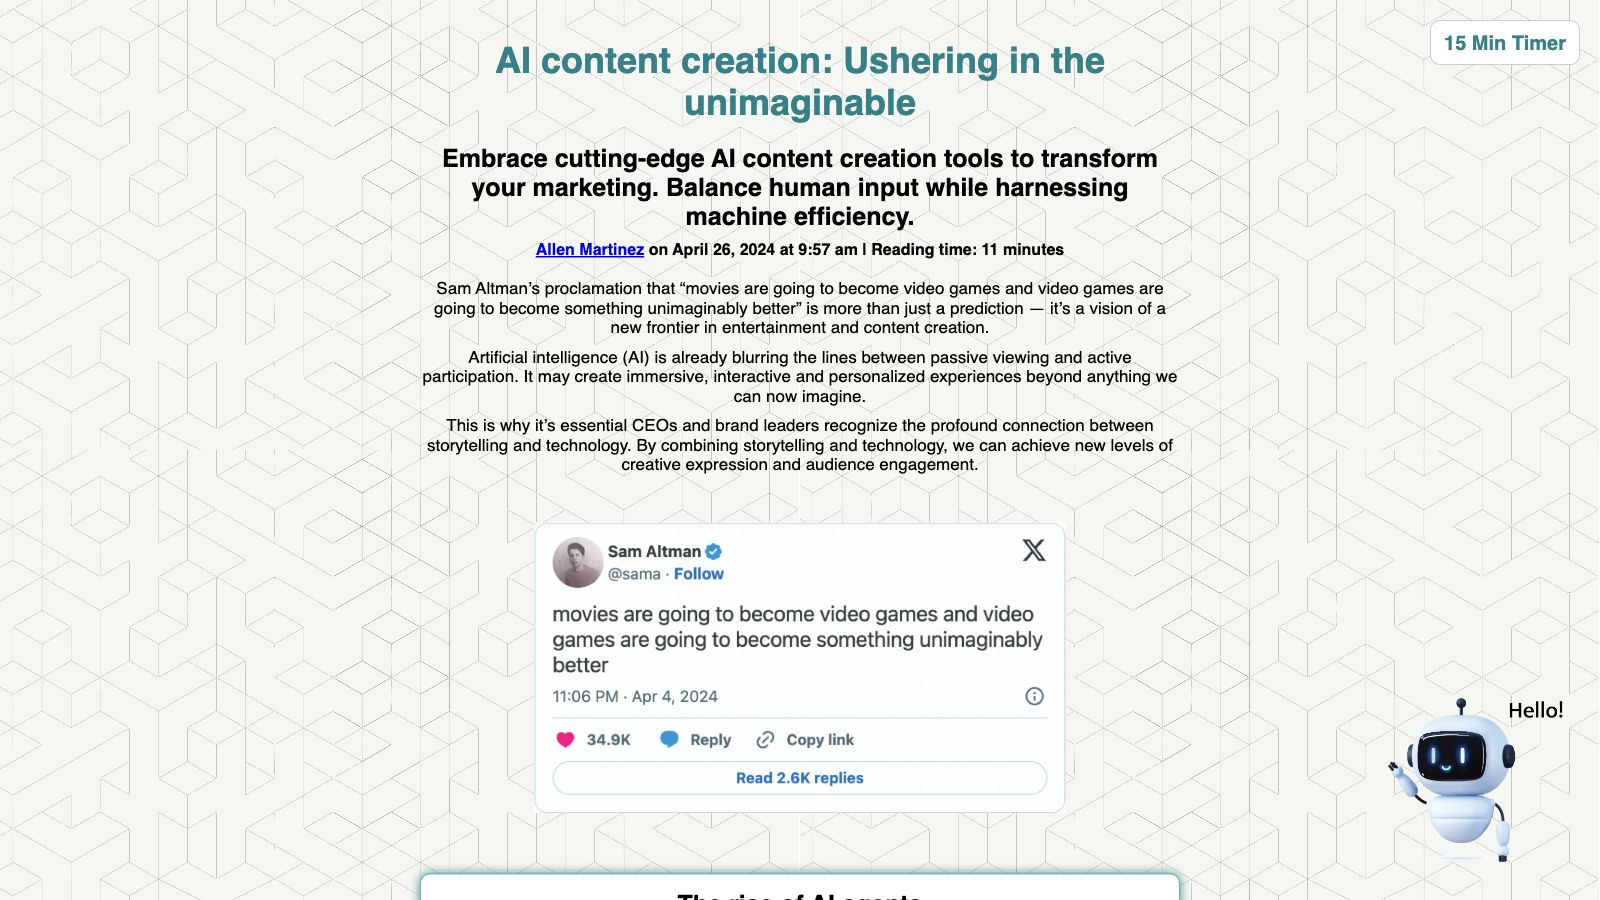 15 Min Timer
AI content creation: Ushering in the
unimaginable
Embrace cutting-edge AI content creation tools to transform
your marketing. Balance human input while harnessing
machine efficiency.
Allen Martinez on April 26, 2024 at 9:57 am | Reading time: 11 minutes
Sam Altman’s proclamation that “movies are going to become video games and video games are
going to become something unimaginably better” is more than just a prediction — it’s a vision of a
new frontier in entertainment and content creation.
Artificial intelligence (AI) is already blurring the lines between passive viewing and active
participation. It may create immersive, interactive and personalized experiences beyond anything we
can now imagine.
This is why it’s essential CEOs and brand leaders recognize the profound connection between
storytelling and technology. By combining storytelling and technology, we can achieve new levels of
creative expression and audience engagement.
Sam Altman
@sama · Follow
movies are going to become video games and video
games are going to become something unimaginably
better
11:06 PM · Apr 4, 2024
34.9K Reply Copy link
Read 2.6K replies
Hello!
The rise of AI agents